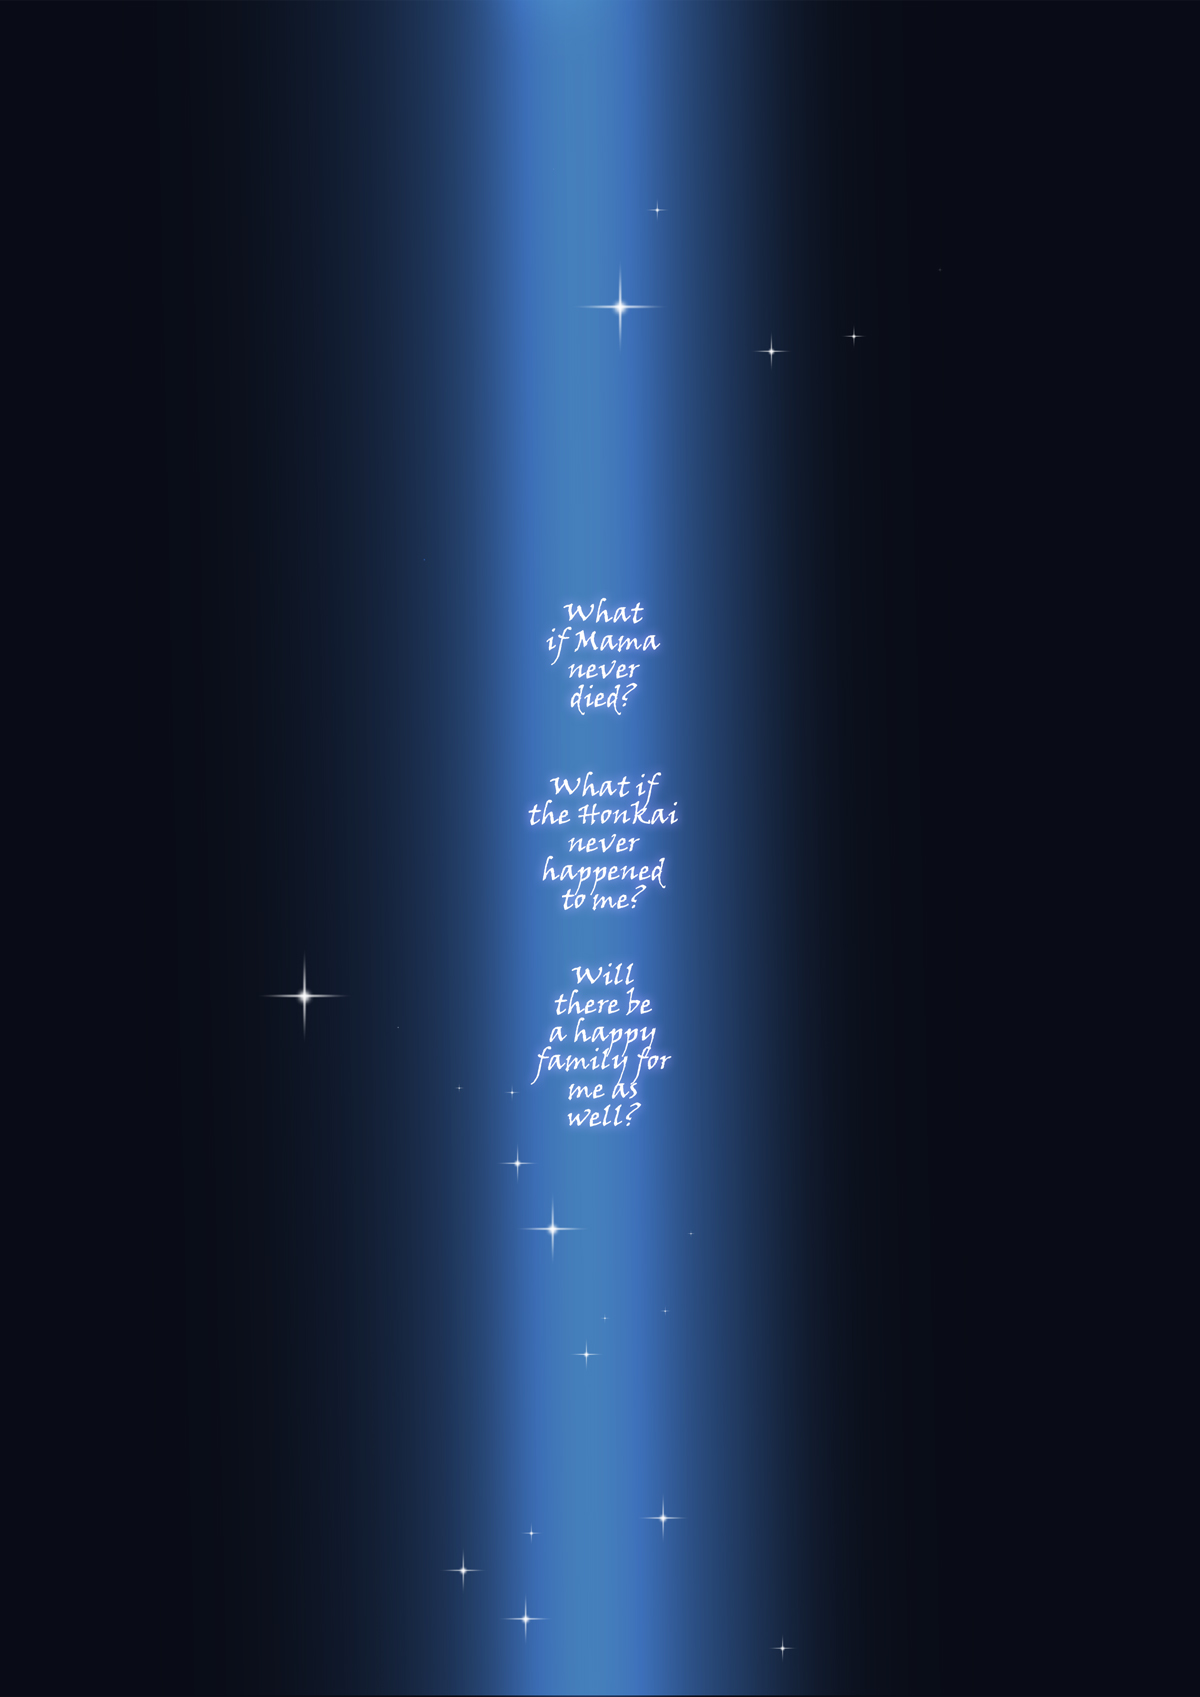 What
if Mama
never
died?
What if
the Honkai
never
happened
to me?
Will
there be
a happy
family for
me as
well?